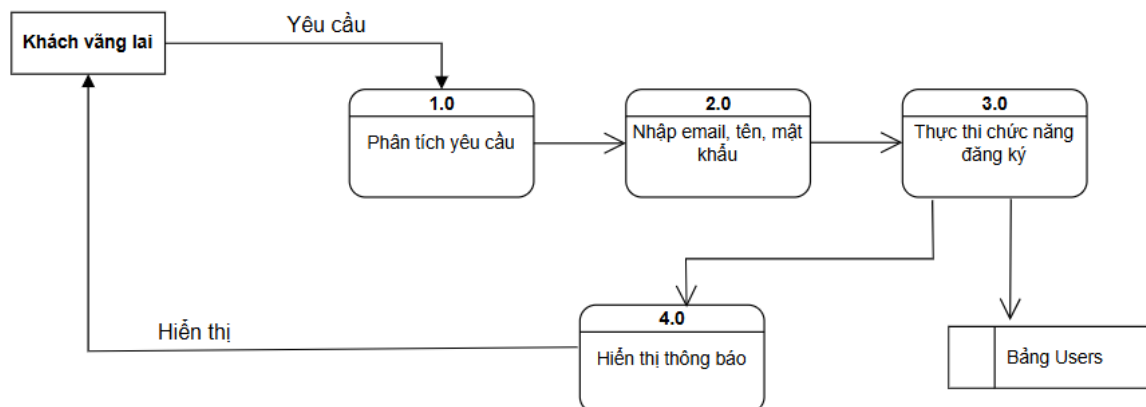 Yêu cầu
Khách vãng lai
1.0
Phân tích yêu cầu
2.0
Nhập email, tên, mật
khẩu
3.0
Thực thi chức năng
đăng ký
4.0
Hiển thị thông báo
Hiển thị
Bảng Users